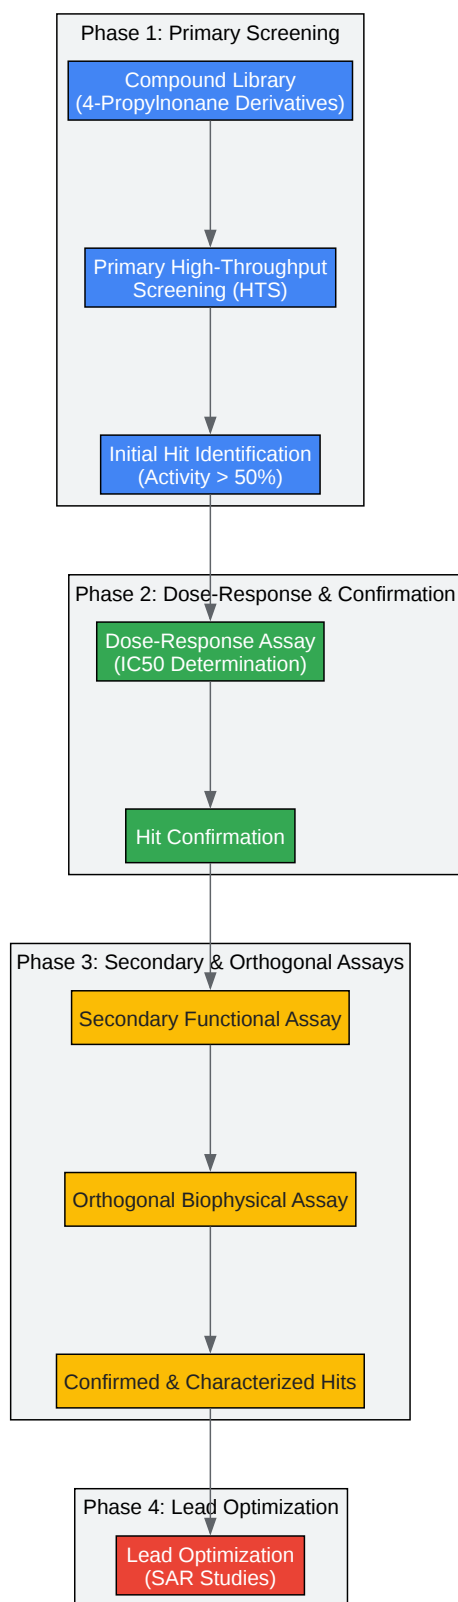 Phase 1: Primary Screening
Compound Library
(4-Propylnonane Derivatives)
Primary High-Throughput
Screening (HTS)
Initial Hit Identification
(Activity > 50%)
Phase 2: Dose-Response & Confirmation
Dose-Response Assay
(IC50 Determination)
Hit Confirmation
Phase 3: Secondary & Orthogonal Assays
Secondary Functional Assay
Orthogonal Biophysical Assay
Confirmed & Characterized Hits
Phase 4: Lead Optimization
Lead Optimization
(SAR Studies)